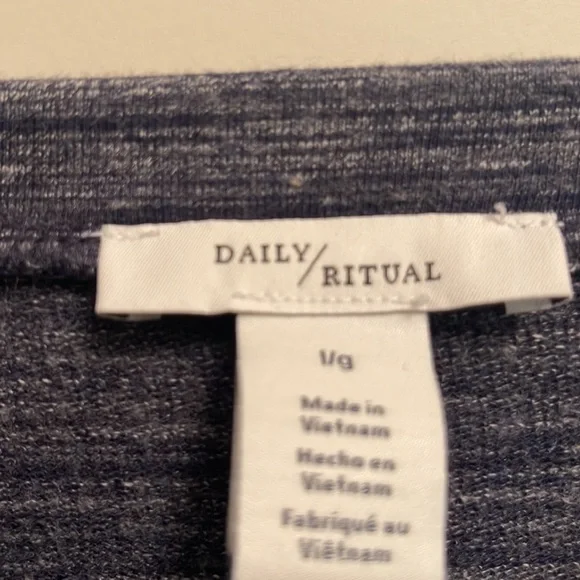 DAILY/RITUAL
l/g
Made in
Vietnam
Hecho en
Vietnam
Fabriqué au
Viêtnam